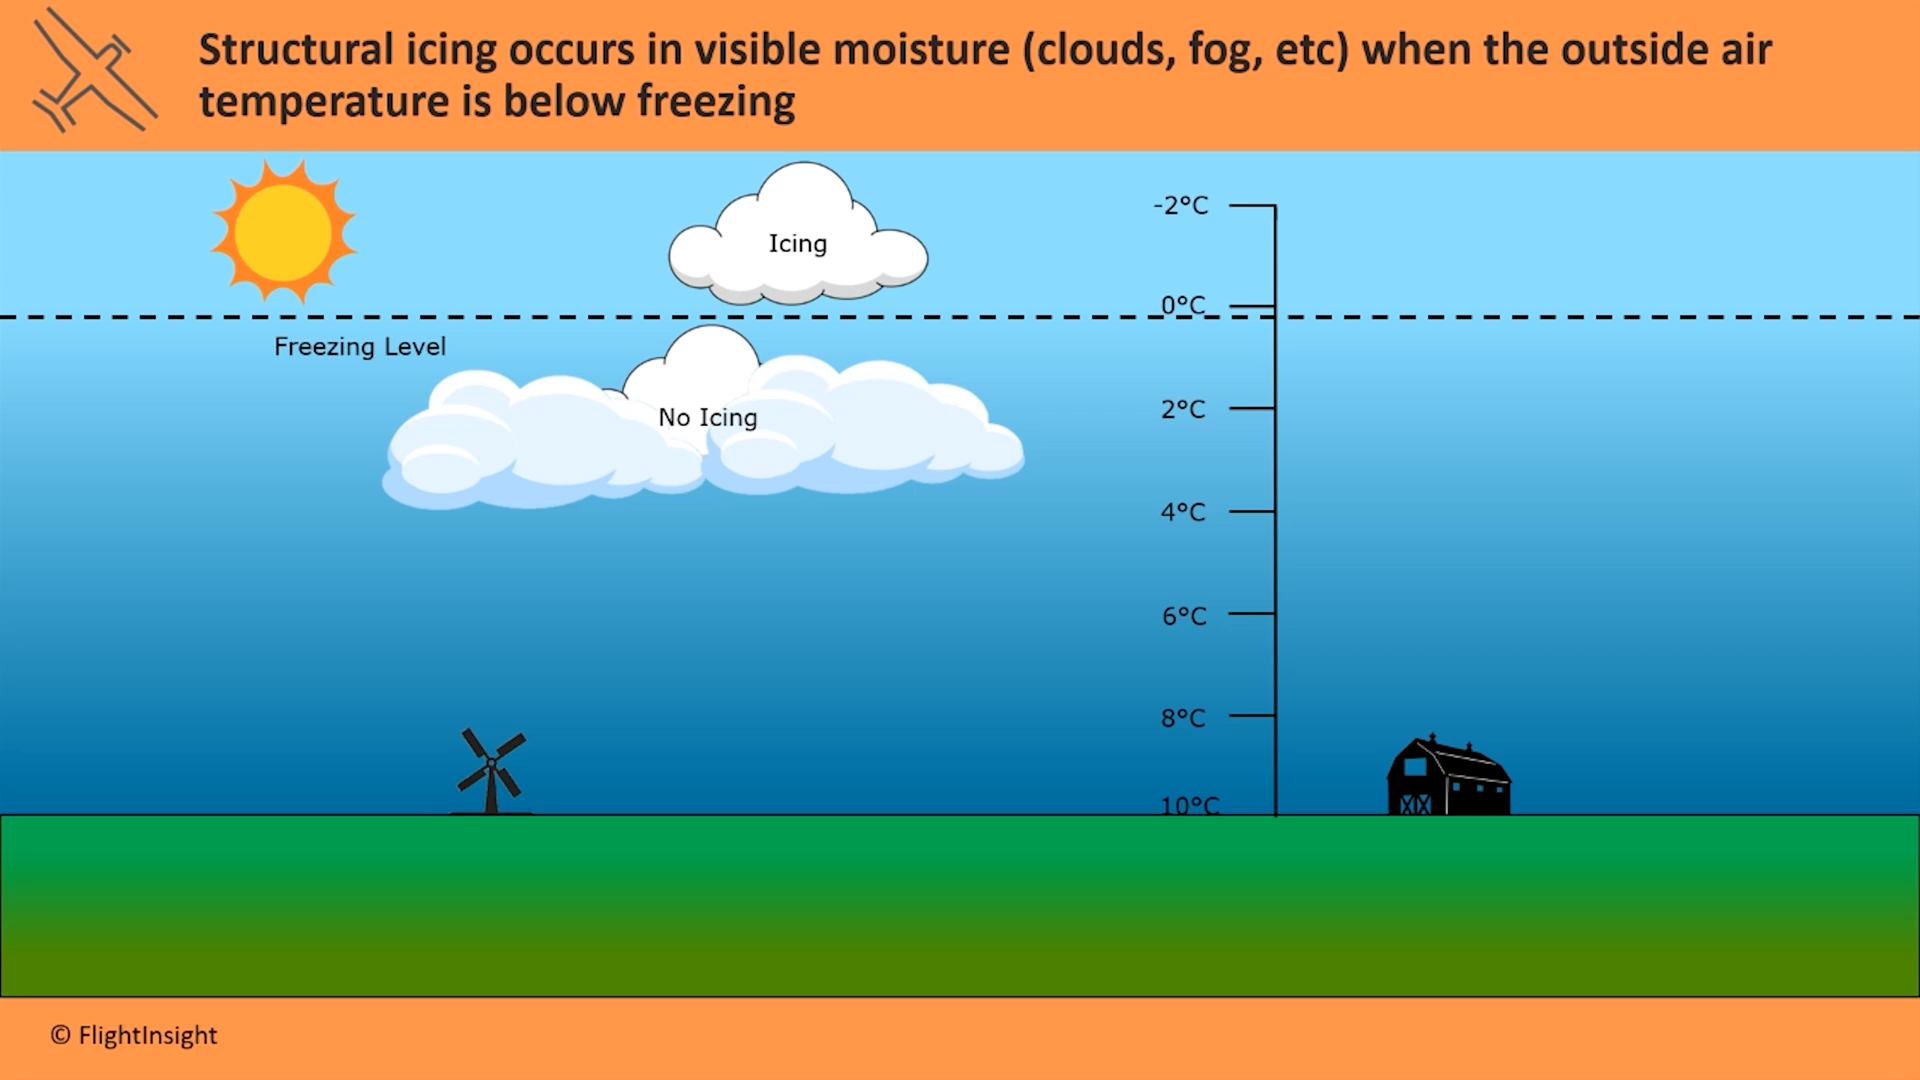 Structural icing occurs in visible moisture (clouds, fog, etc) when the outside air
temperature is below freezing
-2°C
Icing
0°C
Freezing Level
2°C
No Icing
4°C
6°C
8°C
10°C
© FlightInsight